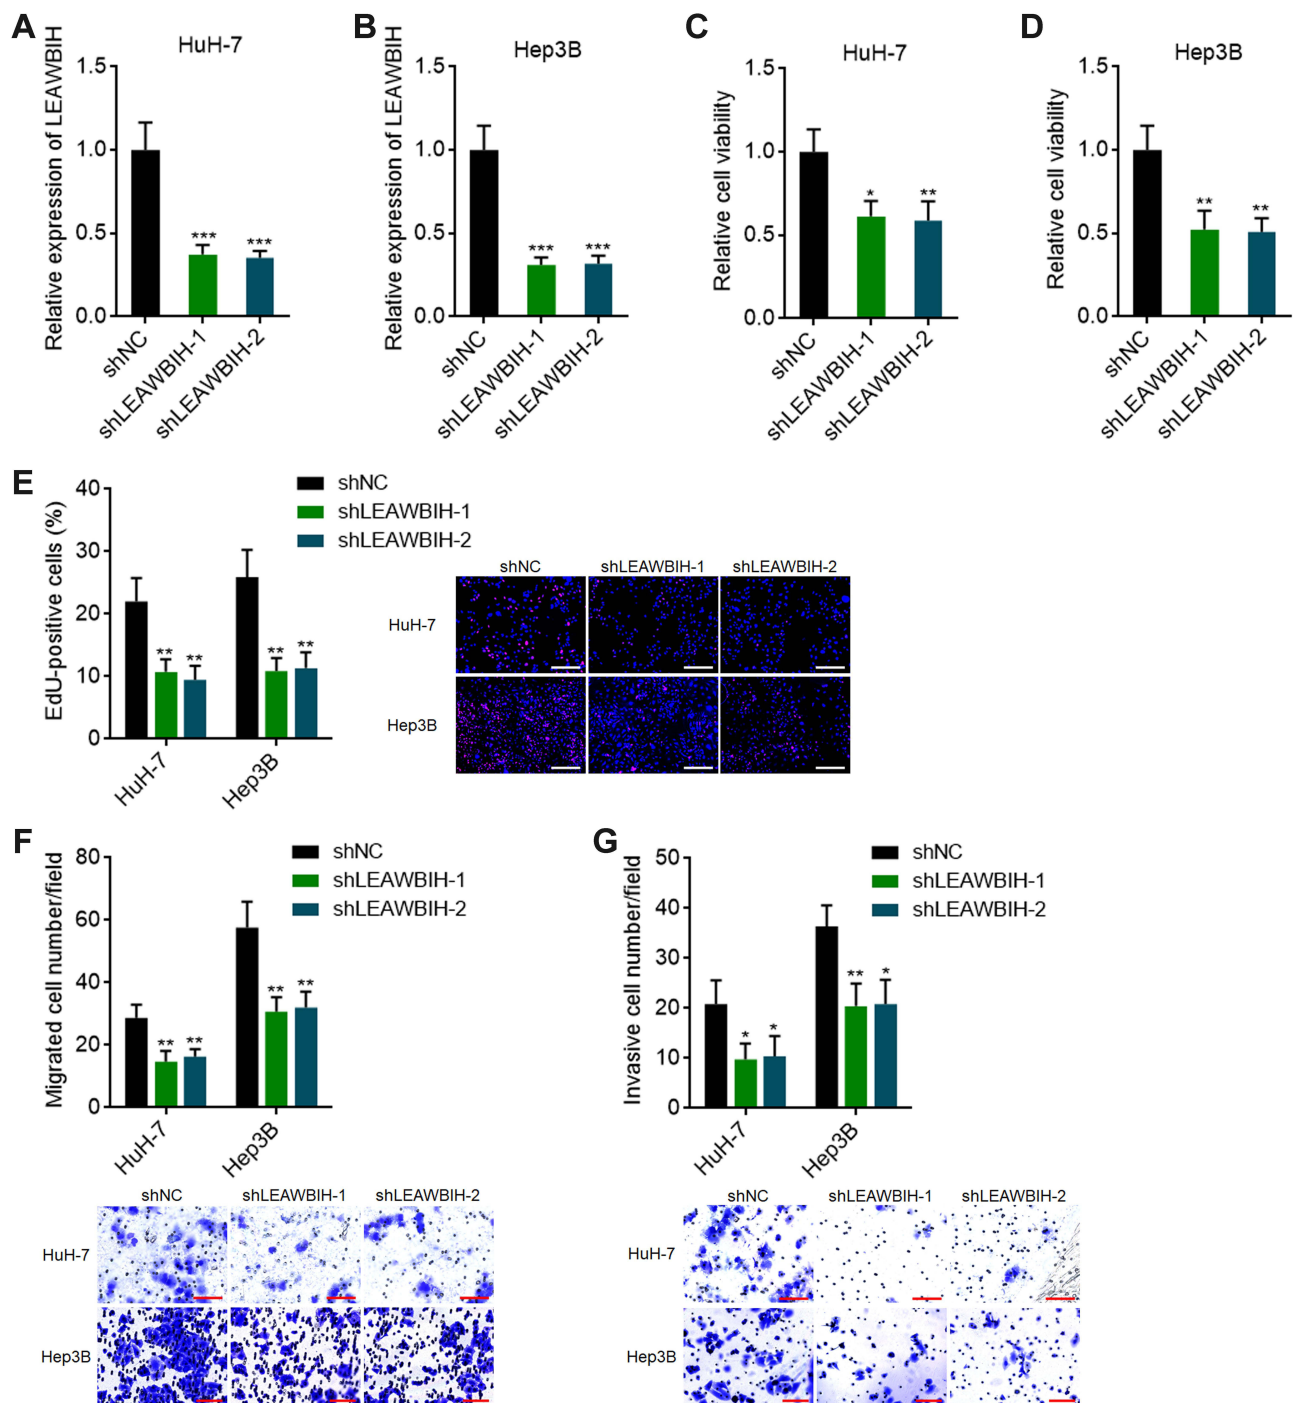 A
HuH-7
Relative expression of LEAWBIH
1.5
1.0
0.5
0.0
***
***
shNC
shLEAWBIH-1
shLEAWBIH-2
B
Hep3B
Relative expression of LEAWBIH
1.5
1.0
0.5
0.0
***
***
shNC
shLEAWBIH-1
shLEAWBIH-2
C
HuH-7
Relative cell viability
1.5
1.0
0.5
0.0
*
**
shNC
shLEAWBIH-1
shLEAWBIH-2
D
Hep3B
Relative cell viability
1.5
1.0
0.5
0.0
**
**
shNC
shLEAWBIH-1
shLEAWBIH-2
E
EdU-positive cells (%)
40
30
20
10
0
**
**
**
**
HuH-7
Hep3B
shNC
shLEAWBIH-1
shLEAWBIH-2
shNC
shLEAWBIH-1
shLEAWBIH-2
HuH-7
Hep3B
F
Migrated cell number/field
80
60
40
20
0
**
**
**
**
HuH-7
Hep3B
shNC
shLEAWBIH-1
shLEAWBIH-2
shNC
shLEAWBIH-1
shLEAWBIH-2
HuH-7
Hep3B
G
Invasive cell number/field
50
40
30
20
10
0
*
*
**
*
HuH-7
Hep3B
shNC
shLEAWBIH-1
shLEAWBIH-2
shNC
shLEAWBIH-1
shLEAWBIH-2
HuH-7
Hep3B